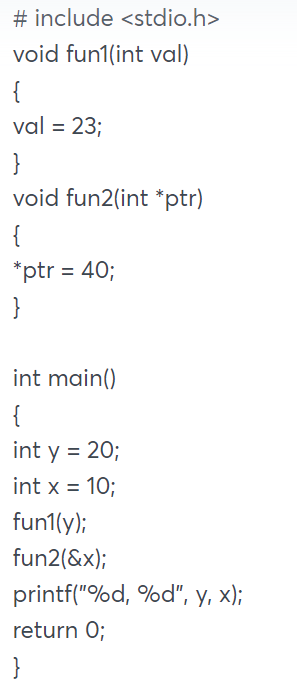 # include <stdio.h>
void fun1(int val)
{
val = 23;
}
void fun2(int *ptr)
{
*ptr = 40;
}
int main()
{
int y = 20;
int x = 10;
fun1(y);
fun2(&x);
printf("%d, %d", y, x);
return 0;
}